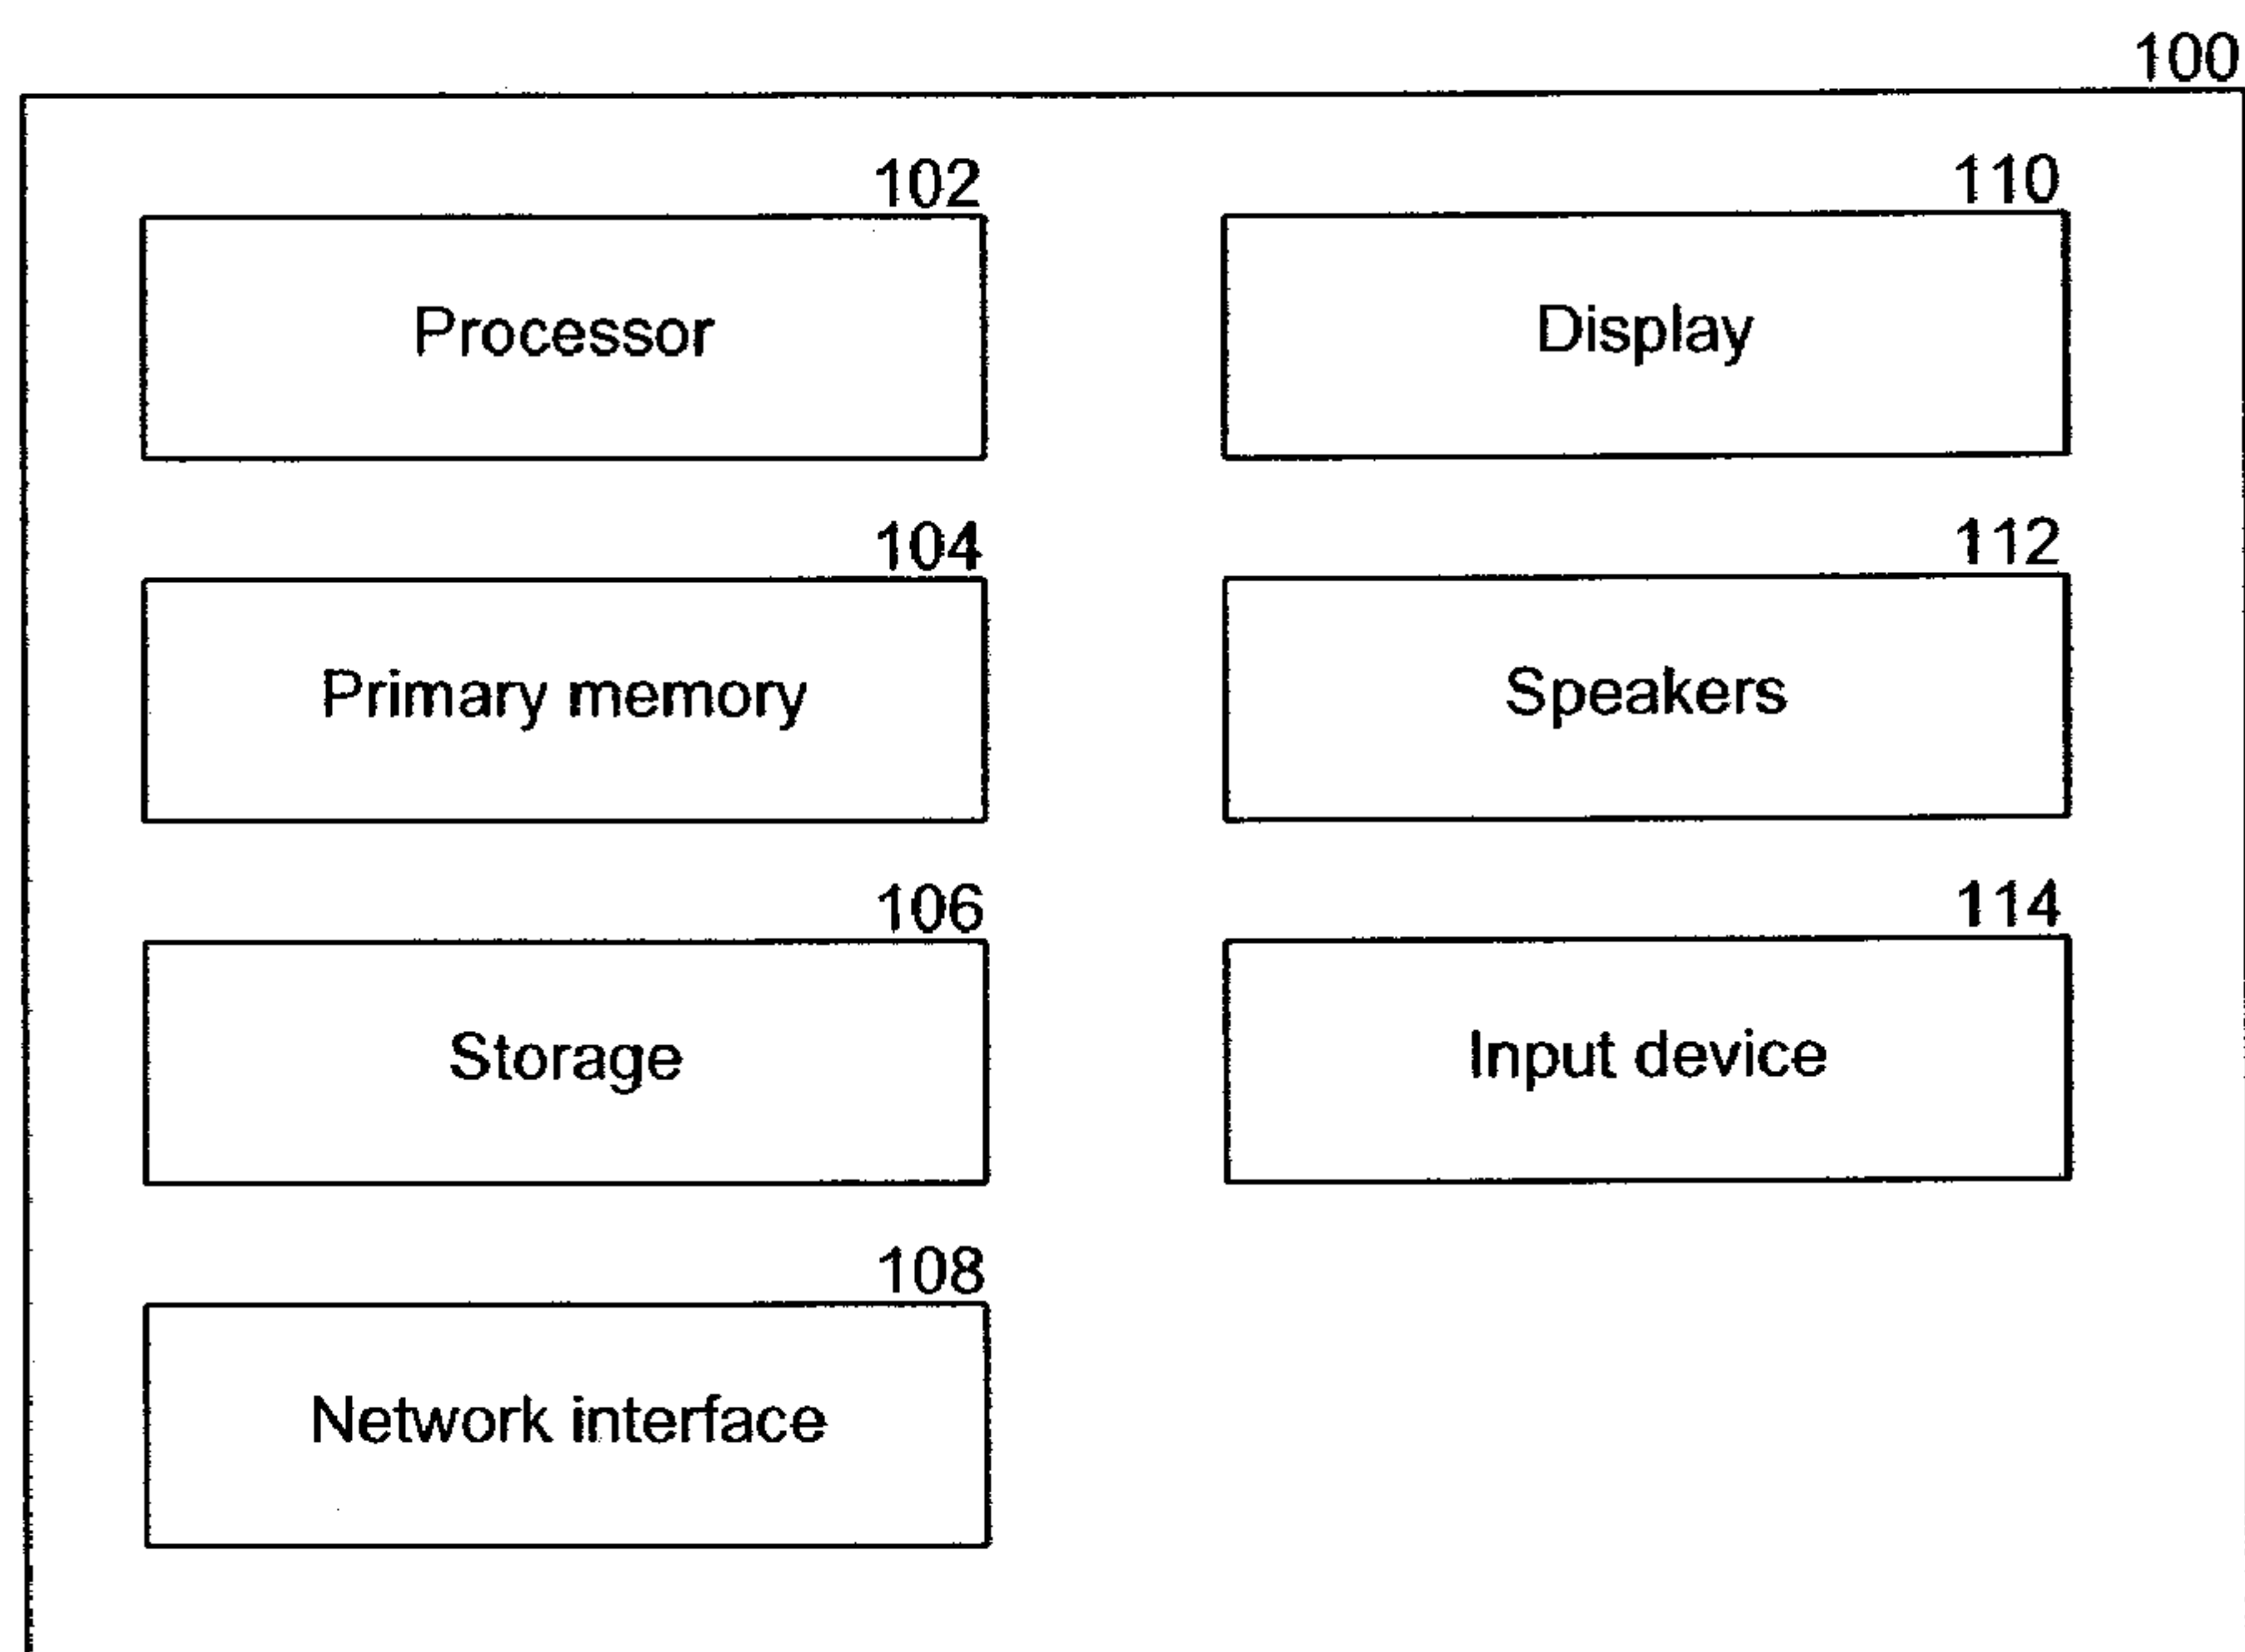 100
102
Processor
110
Display
104
Primary memory
112
Speakers
106
Storage
114
Input device
108
Network interface